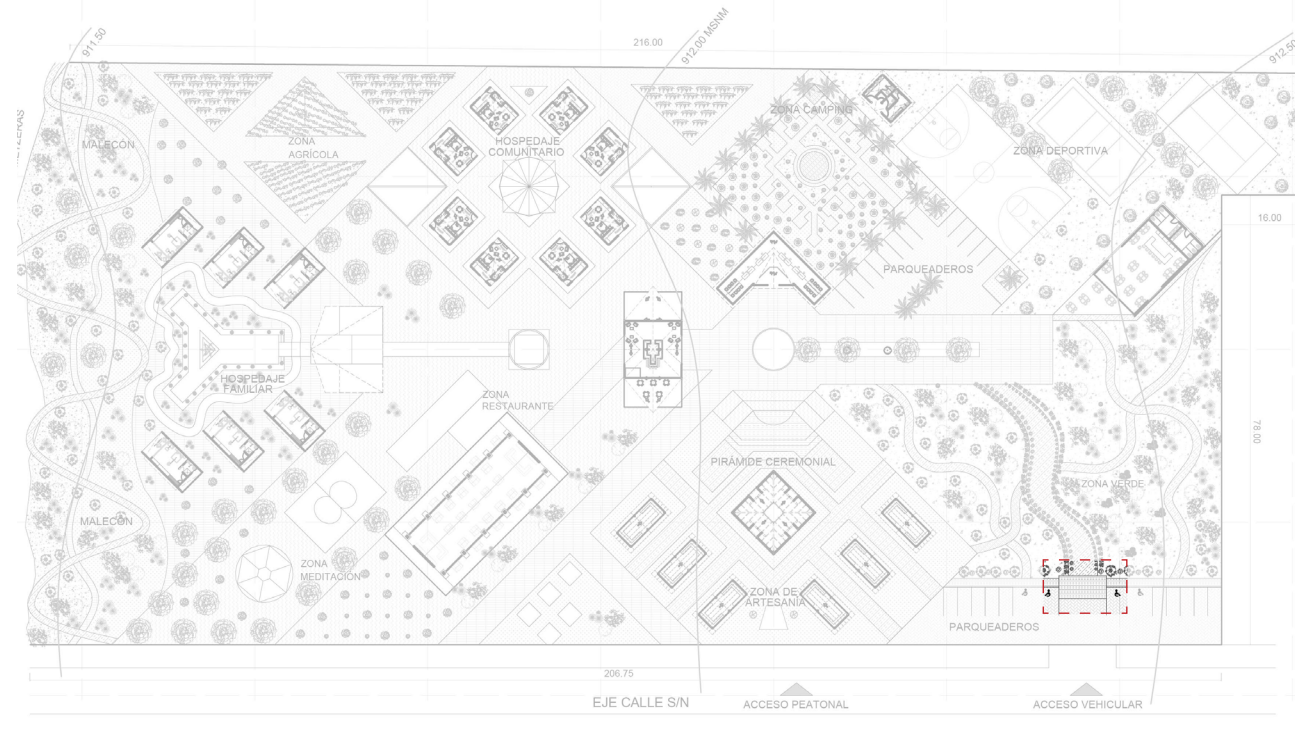 911.50
216.00
912.00 MSNM
912.50
MALECÓN
ZONA
AGRÍCOLA
HOSPEDAJE
COMUNITARIO
ZONA CAMPING
ZONA DEPORTIVA
16.00
PARQUEADEROS
HOSPEDAJE
FAMILIAR
ZONA
RESTAURANTE
78.00
PIRÁMIDE CEREMONIAL
ZONA VERDE
MALECÓN
ZONA
MEDITACIÓN
ZONA DE
ARTESANÍA
PARQUEADEROS
206.75
EJE CALLE S/N
ACCESO PEATONAL
ACCESO VEHICULAR